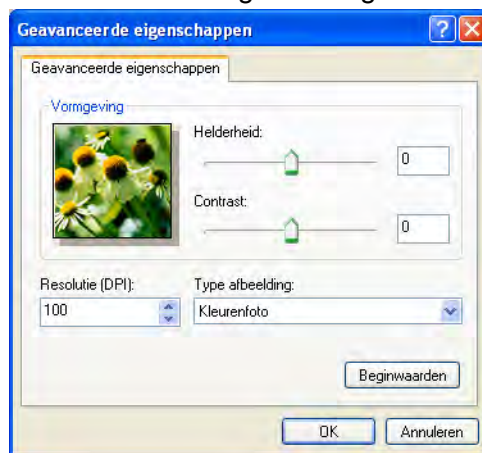 Geavanceerde eigenschappen
Geavanceerde eigenschappen
Vormgeving
Helderheid:
0
Contrast:
0
Resolutie (DPI):
Type afbeelding:
100
Kleurenfoto
Beginwaarden
OK
Annuleren